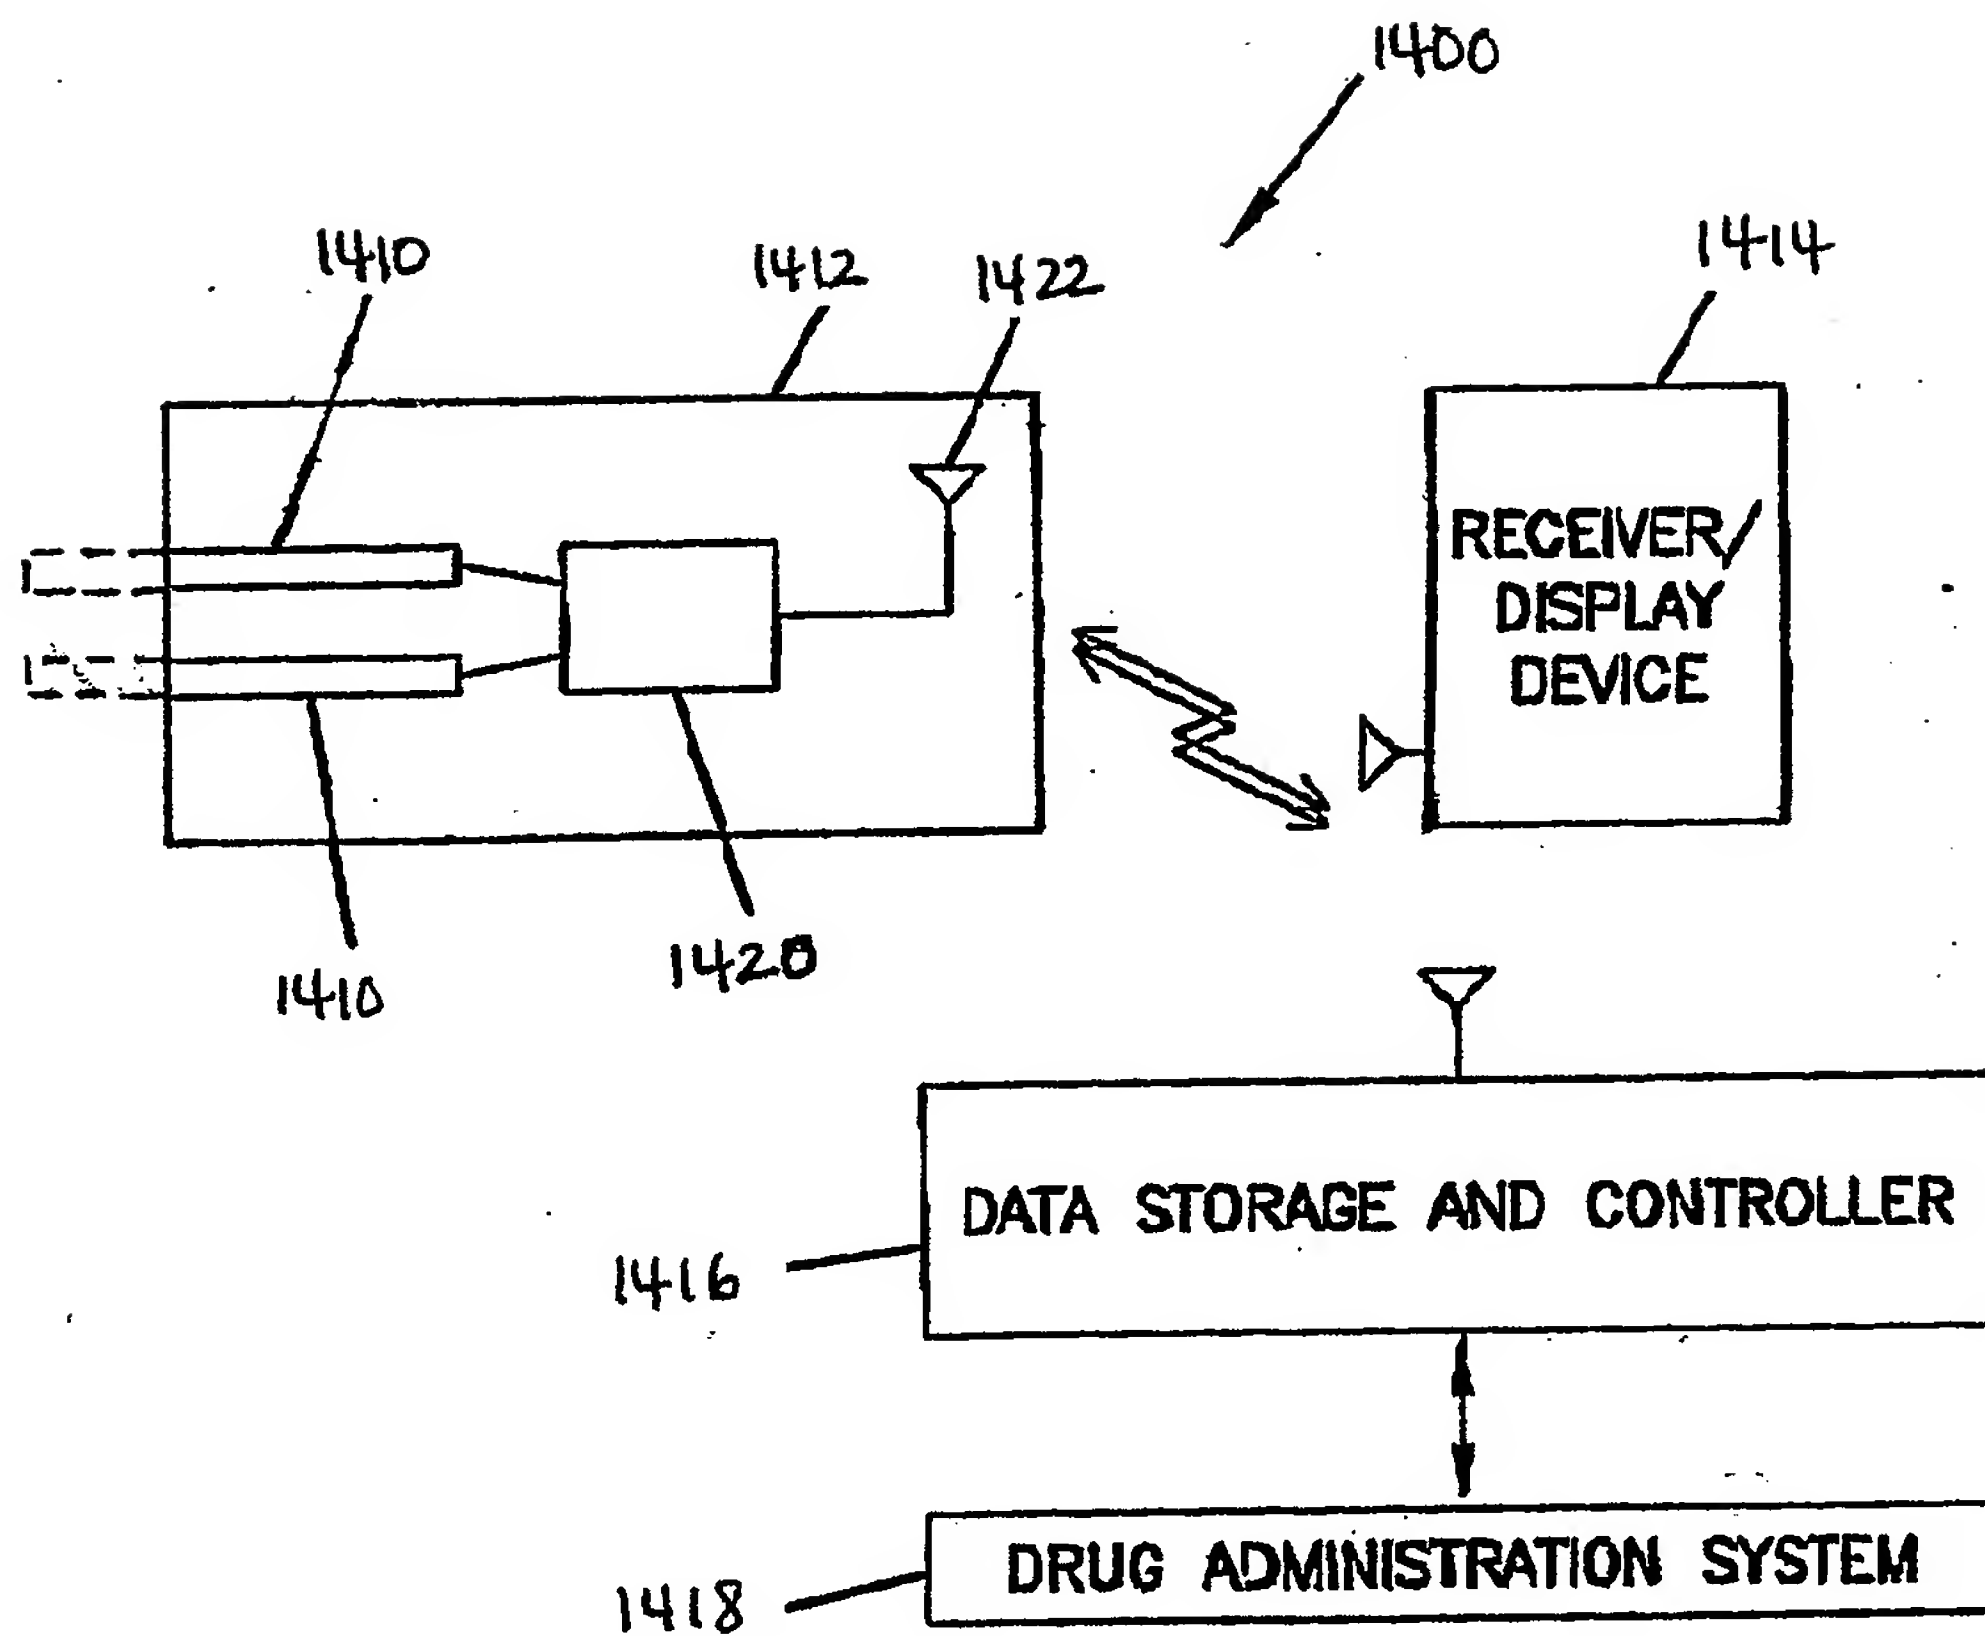 1400
1410
1412
1422
1414
RECEIVER/
DISPLAY
DEVICE
1410
1420
DATA STORAGE AND CONTROLLER
1416
DRUG ADMINISTRATION SYSTEM
1418